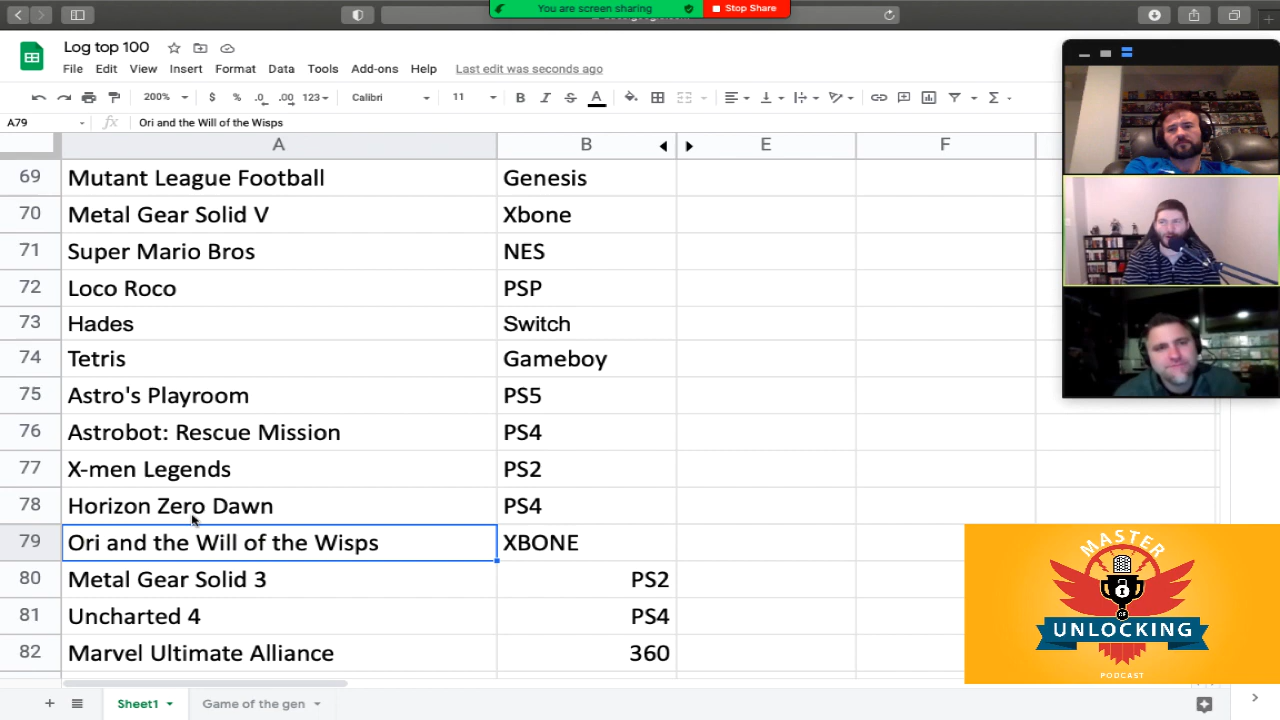 You are screen sharing
Stop Share
Log top 100
File Edit View Insert Format Data Tools Add-ons Help Last edit was seconds ago
200% $ % .0 .00 123 Calibri 11 B I S A
A79 fx Ori and the Will of the Wisps
A B E F
69 Mutant League Football Genesis
70 Metal Gear Solid V Xbone
71 Super Mario Bros NES
72 Loco Roco PSP
73 Hades Switch
74 Tetris Gameboy
75 Astro's Playroom PS5
76 Astrobot: Rescue Mission PS4
77 X-men Legends PS2
78 Horizon Zero Dawn PS4
79 Ori and the Will of the Wisps XBONE
80 Metal Gear Solid 3 PS2
81 Uncharted 4 PS4
82 Marvel Ultimate Alliance 360
MASTER
OF
UNLOCKING
PODCAST
Sheet1 Game of the gen